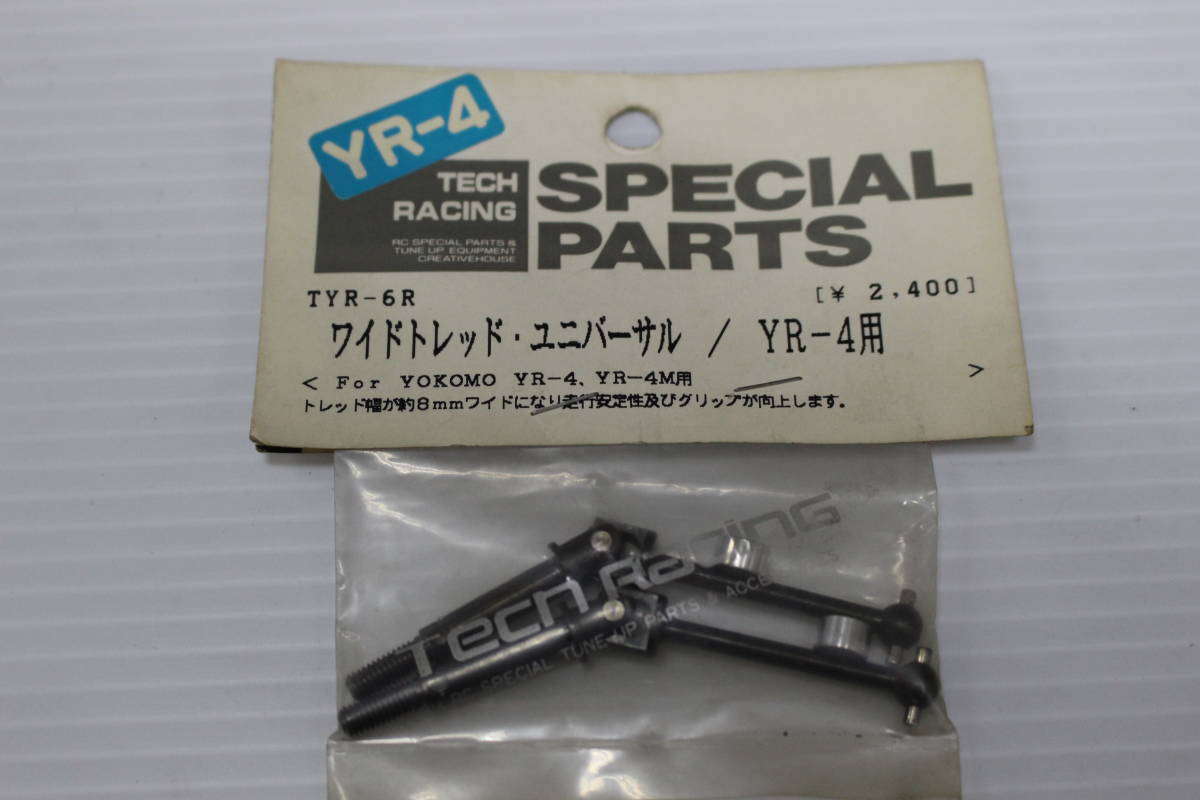 YR-4
TECH
RACING
RC SPECIAL PARTS &
TUNE UP EQUIPMENT
CREATIVEHOUSE
SPECIAL
PARTS
TYR-6R
[¥ 2,400]
ワイドトレッド・ユニバーサル / YR-4用
< For YOKOMO YR-4、YR-4M用 >
トレッド幅が約8mmワイドになり走行安定性及びグリップが向上します。
Tech Racing
RC SPECIAL TUNE-UP PARTS & ACCE